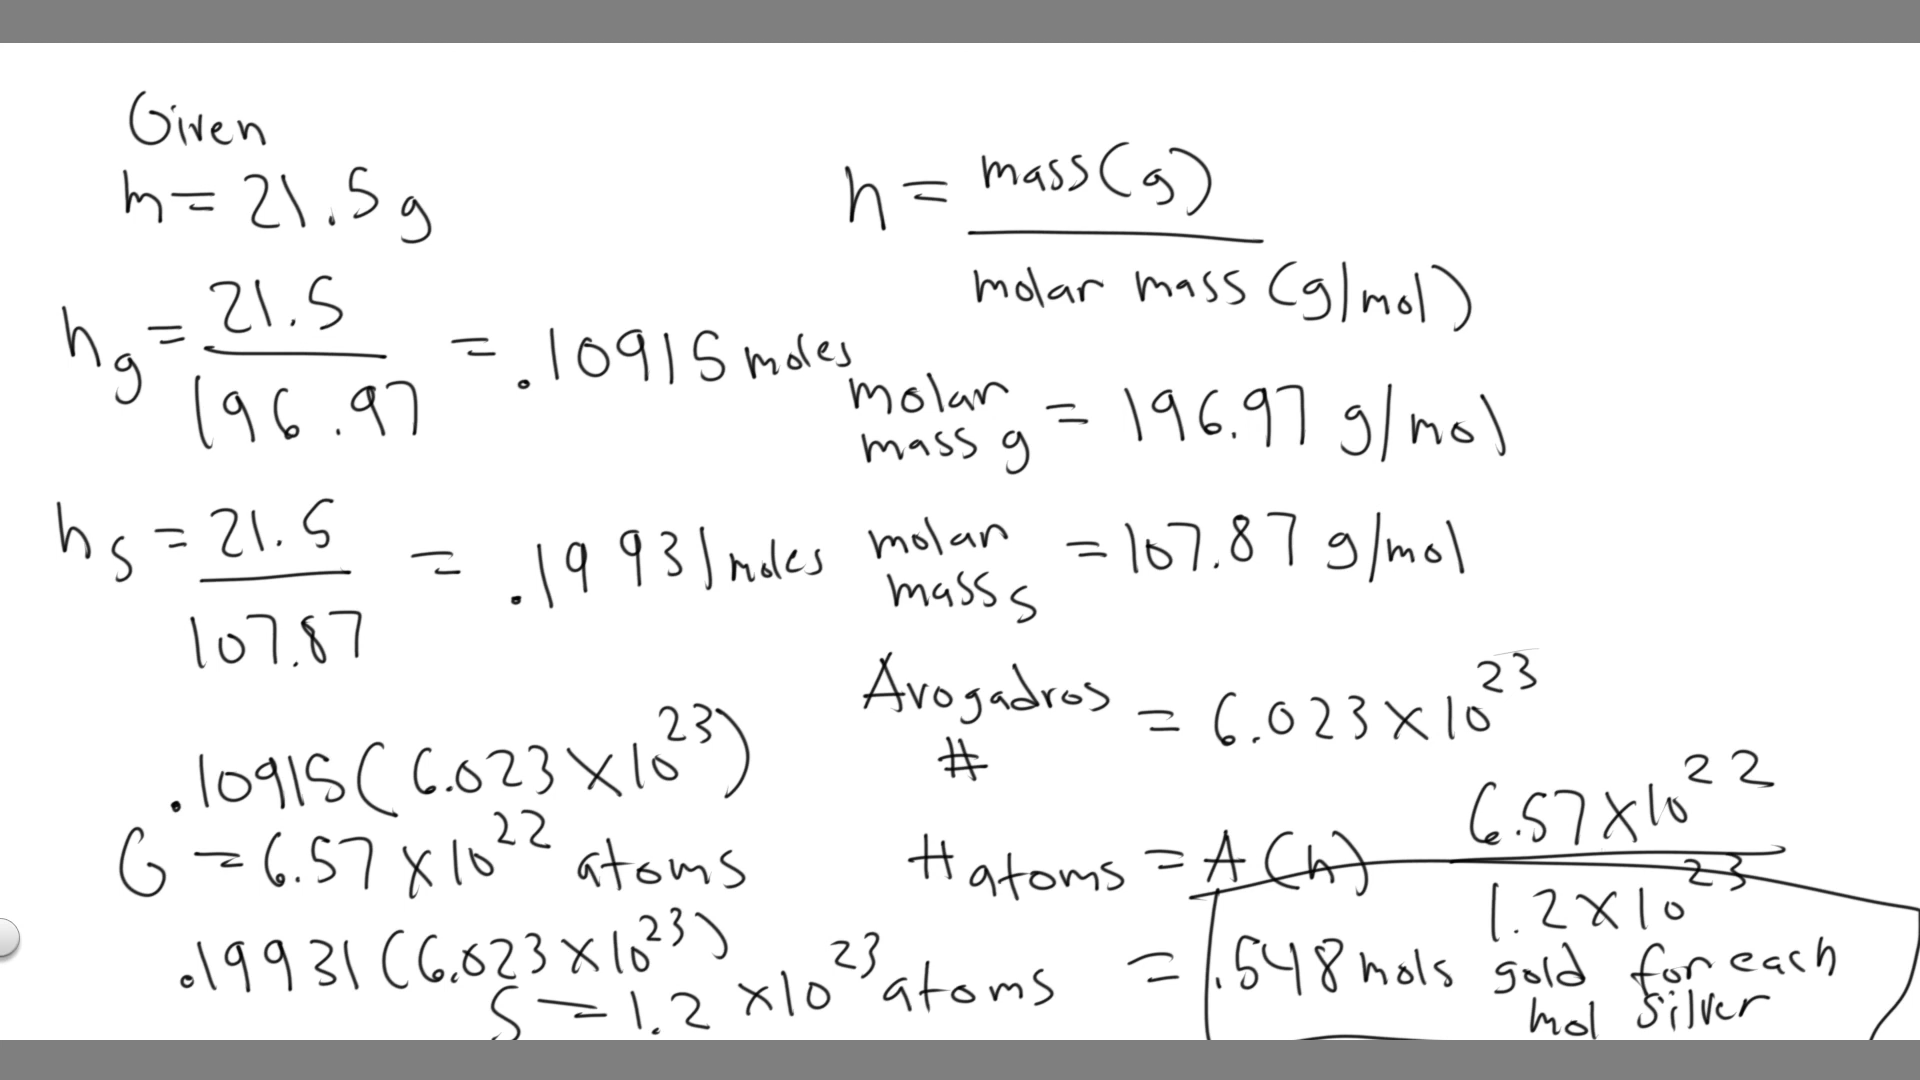 Given
m = 21.5 g
n = mass(g)
molar mass (g/mol)
ng = 21.5
196.97
= .10915 moles
molar
mass g = 196.97 g/mol
ns = 21.5
107.87
= .19931 moles
molar
mass s = 107.87 g/mol
Avogadros
# = 6.023 x 10^23
.10915 (6.023 x 10^23)
G = 6.57 x 10^22 atoms
# atoms = A (n)
6.57 x 10^22
1.2 x 10^23
.19931 (6.023 x 10^23)
S = 1.2 x 10^23 atoms
= .548 mols gold for each
mol silver